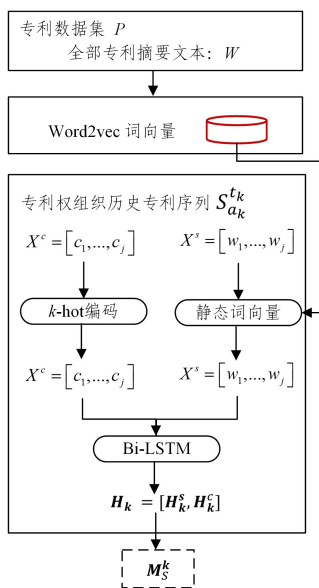 专利数据集 P
全部专利摘要文本：W
Word2vec 词向量
专利权组织历史专利序列 $S_{a_k}^{t_k}$
$X^c = [c_1,...,c_j]$ $X^s = [w_1,...,w_j]$
k-hot编码 静态词向量
$X^c = [c_1,...,c_j]$ $X^s = [w_1,...,w_j]$
Bi-LSTM
$H_k = [H_k^s, H_k^c]$
$M_S^k$